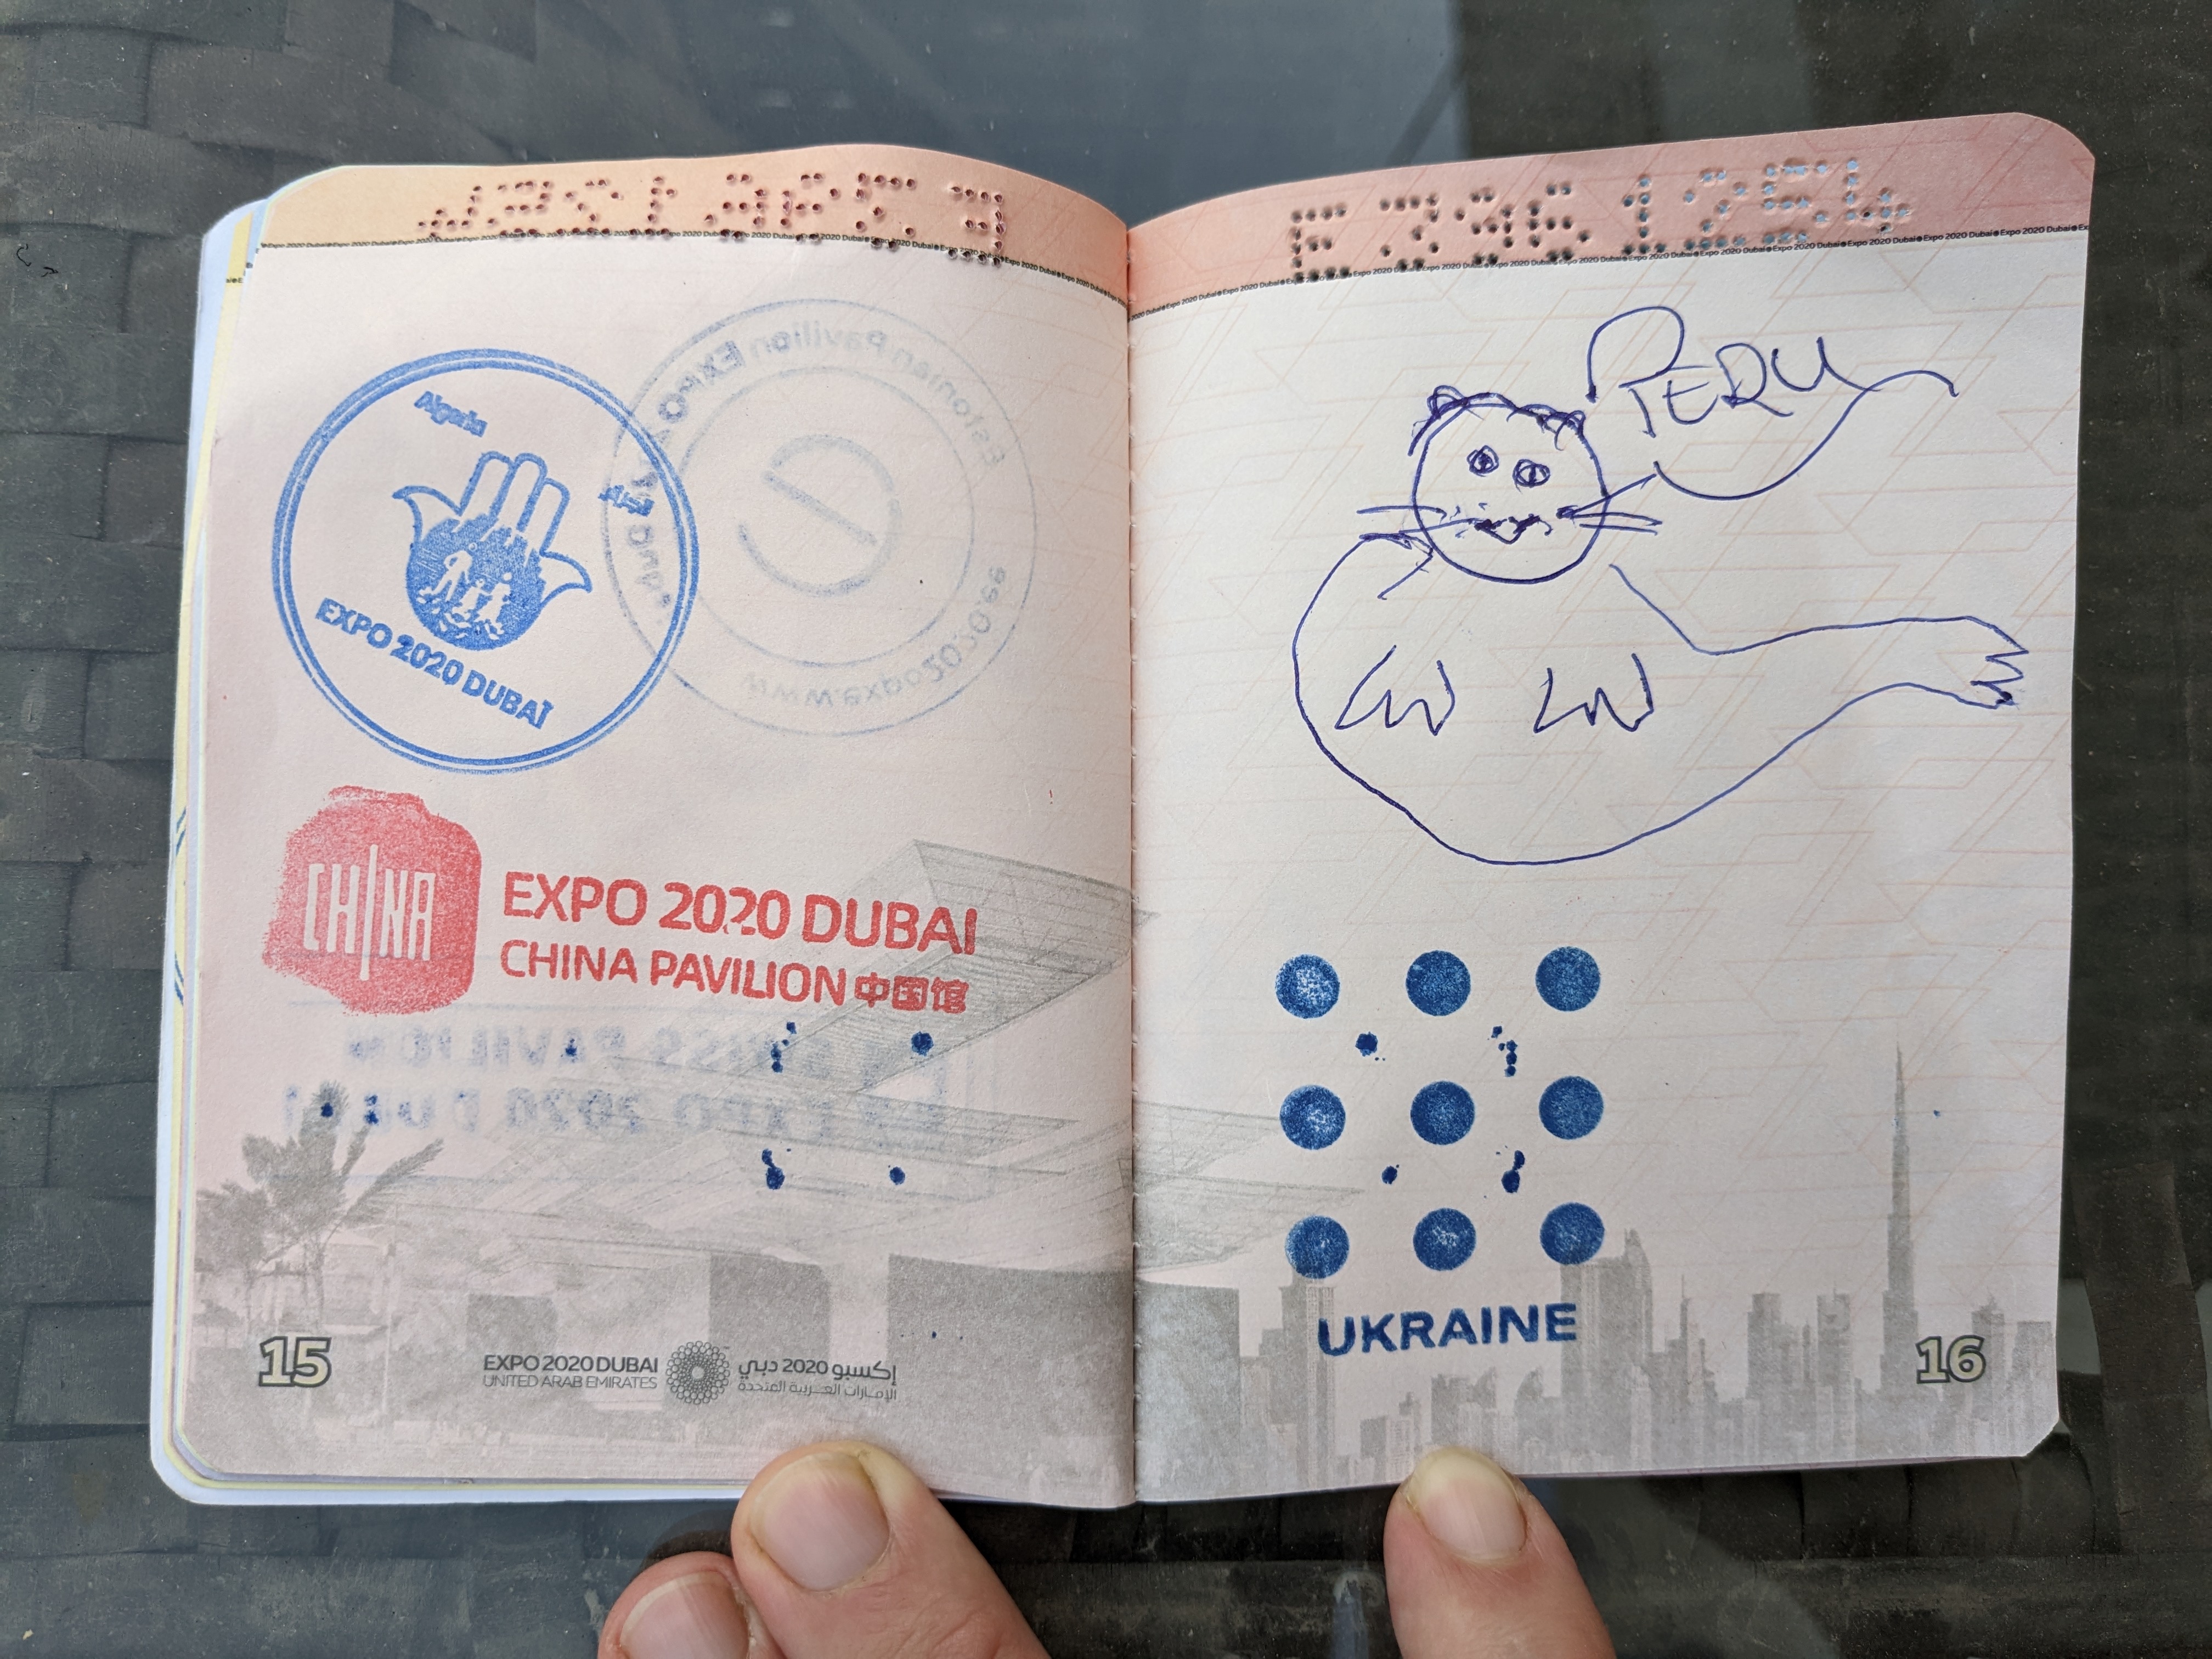 Algeria
الجزائر
EXPO 2020 DUBAI
Estonian Pavilion EXPO
www.expo2020.ee
CHINA
EXPO 2020 DUBAI
CHINA PAVILION 中国馆
SWISS PAVILION
EXPO 2020 DUBAI
15
EXPO 2020 DUBAI
UNITED ARAB EMIRATES
إكسبو 2020 دبي
الإمارات العربية المتحدة
PERU
UKRAINE
16